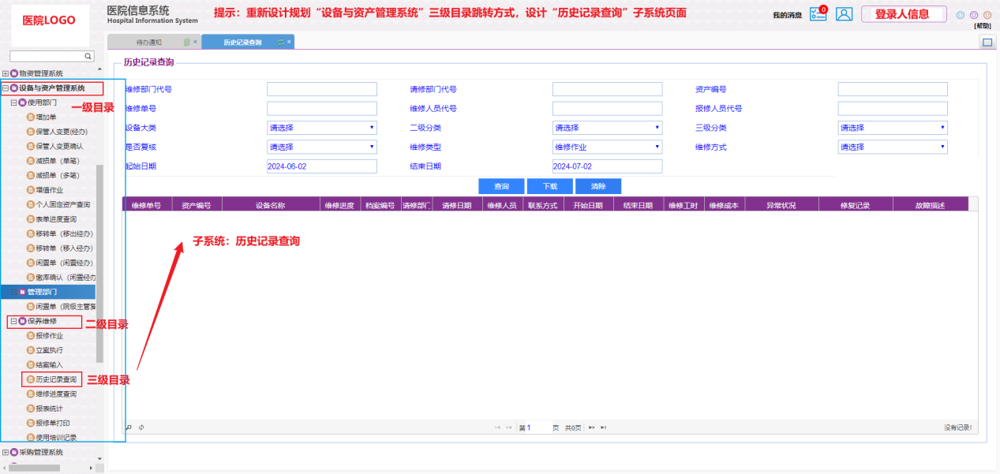 医院LOGO
医院信息系统
Hospital Information System
提示：重新设计规划“设备与资产管理系统”三级目录跳转方式，设计“历史记录查询”子系统页面
我的消息
0
登录人信息
[帮助]
待办通知
历史记录查询
物资管理系统
设备与资产管理系统
一级目录
使用部门
增加单
保管人变更(经办)
保管人变更确认
减损单（单笔）
减损单（多笔）
增值作业
个人固定资产查询
表单进度查询
移转单（移出经办）
移转单（移入经办）
闲置单（闲置经办）
缴库确认（闲置经办
管理部门
闲置单（院级主管复
保养维修
二级目录
报修作业
立案执行
结案输入
历史记录查询
三级目录
维修进度查询
报表统计
报修单打印
使用培训记录
采购管理系统
历史记录查询
维修部门代号
请修部门代号
资产编号
维修单号
维修人员代号
报修人员代号
设备大类
请选择
二级分类
请选择
三级分类
请选择
是否复核
请选择
维修类型
维修作业
维修方式
请选择
起始日期
2024-06-02
结束日期
2024-07-02
查询
下载
清除
维修单号 资产编号 设备名称 维修进度 档案编号 请修部门 请修日期 维修人员 联系方式 开始日期 结束日期 维修工时 维修成本 异常状况 修复记录 故障描述
子系统：历史记录查询
第 1 页 共0页
没有记录!